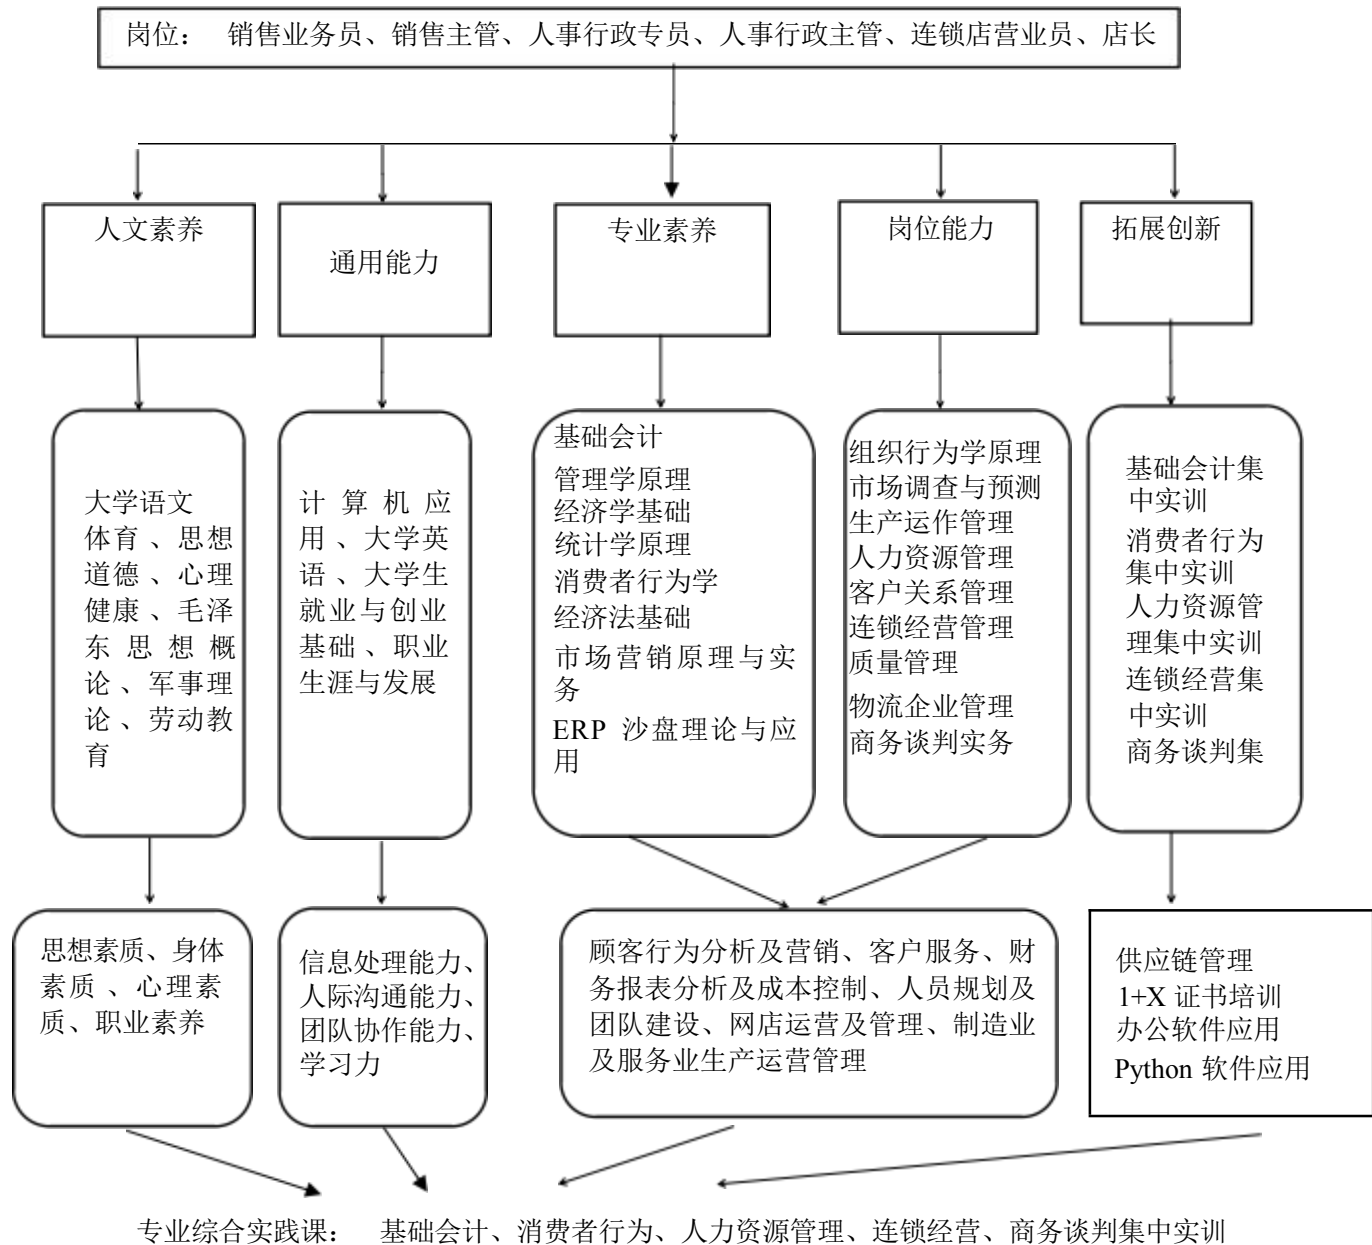 岗位： 销售业务员、销售主管、人事行政专员、人事行政主管、连锁店营业员、店长
人文素养
通用能力
专业素养
岗位能力
拓展创新
大学语文
体育 、思想
道德 、心理
健康 、毛泽
东思想概
论 、军事理
论 、劳动教
育
计算机应
用 、大学英
语 、大学生
就业与创业
基础 、职业
生涯与发展
基础会计
管理学原理
经济学基础
统计学原理
消费者行为学
经济法基础
市场营销原理与实
务
ERP 沙盘理论与应
用
组织行为学原理
市场调查与预测
生产运作管理
人力资源管理
客户关系管理
连锁经营管理
质量管理
物流企业管理
商务谈判实务
基础会计集
中实训
消费者行为
集中实训
人力资源管
理集中实训
连锁经营集
中实训
商务谈判集
思想素质、身体
素质 、心理素
质、职业素养
信息处理能力、
人际沟通能力、
团队协作能力、
学习力
顾客行为分析及营销、客户服务、财
务报表分析及成本控制、人员规划及
团队建设、网店运营及管理、制造业
及服务业生产运营管理
供应链管理
1+X 证书培训
办公软件应用
Python 软件应用
专业综合实践课： 基础会计、消费者行为、人力资源管理、连锁经营、商务谈判集中实训